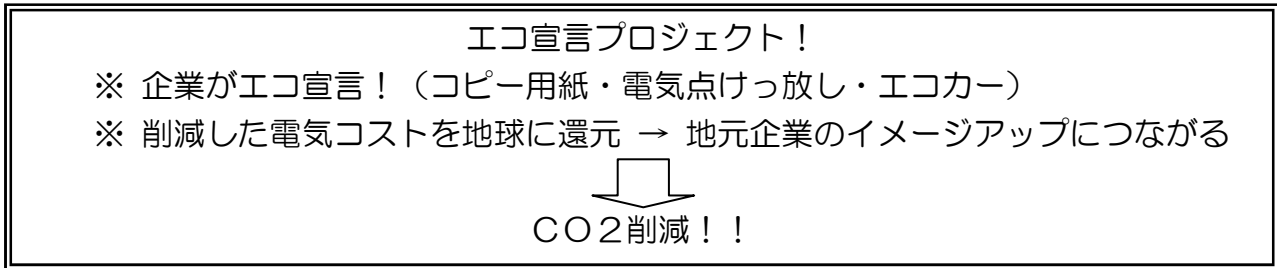 エコ宣言プロジェクト！
※ 企業がエコ宣言！（コピー用紙・電気点けっ放し・エコカー）
※ 削減した電気コストを地球に還元 → 地元企業のイメージアップにつながる
ＣＯ２削減！！